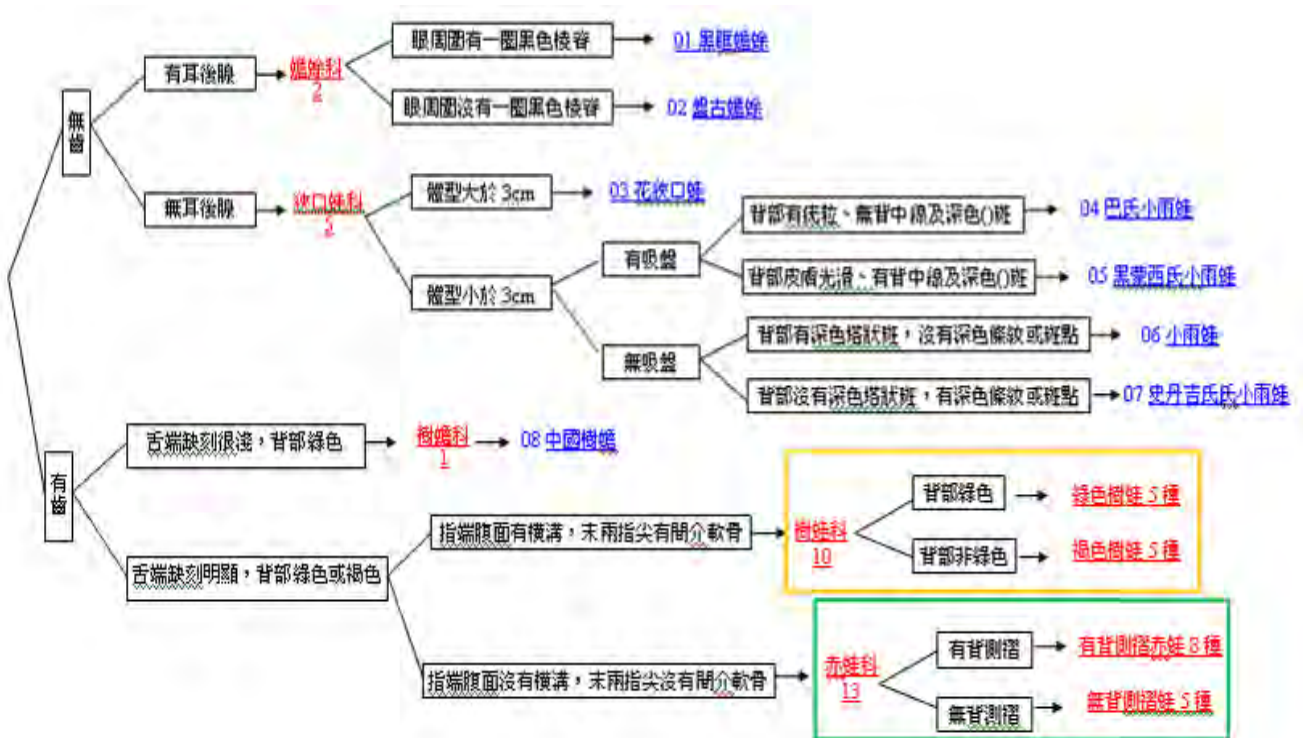 無齒
有耳後腺
蟾蜍科
2
眼周圍有一圈黑色棱脊
01 黑眶蟾蜍
眼周圍沒有一圈黑色棱脊
02 盤古蟾蜍
無耳後腺
狹口蛙科
5
體型大於 3cm
03 花狹口蛙
體型小於 3cm
有吸盤
背部有疣粒、無背中線及深色()斑
04 巴氏小雨蛙
背部皮膚光滑、有背中線及深色()斑
05 黑蒙西氏小雨蛙
無吸盤
背部有深色塔狀斑，沒有深色條紋或斑點
06 小雨蛙
背部沒有深色塔狀斑，有深色條紋或斑點
07 史丹吉氏氏小雨蛙
有齒
舌端缺刻很淺，背部綠色
樹蟾科
1
08 中國樹蟾
舌端缺刻明顯，背部綠色或褐色
指端腹面有橫溝，末兩指尖有間介軟骨
樹蛙科
10
背部綠色
綠色樹蛙 5 種
背部非綠色
褐色樹蛙 5 種
指端腹面沒有橫溝，末兩指尖沒有間介軟骨
赤蛙科
13
有背側摺
有背側摺赤蛙 8 種
無背側摺
無背側摺蛙 5 種